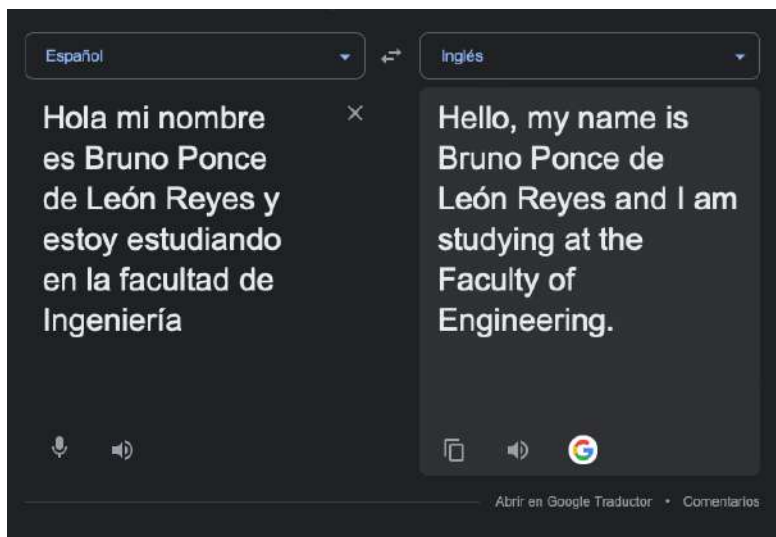 Español
Inglés
Hola mi nombre
es Bruno Ponce
de León Reyes y
estoy estudiando
en la facultad de
Ingeniería
Hello, my name is
Bruno Ponce de
León Reyes and I am
studying at the
Faculty of
Engineering.
G
Abrir en Google Traductor • Comentarios